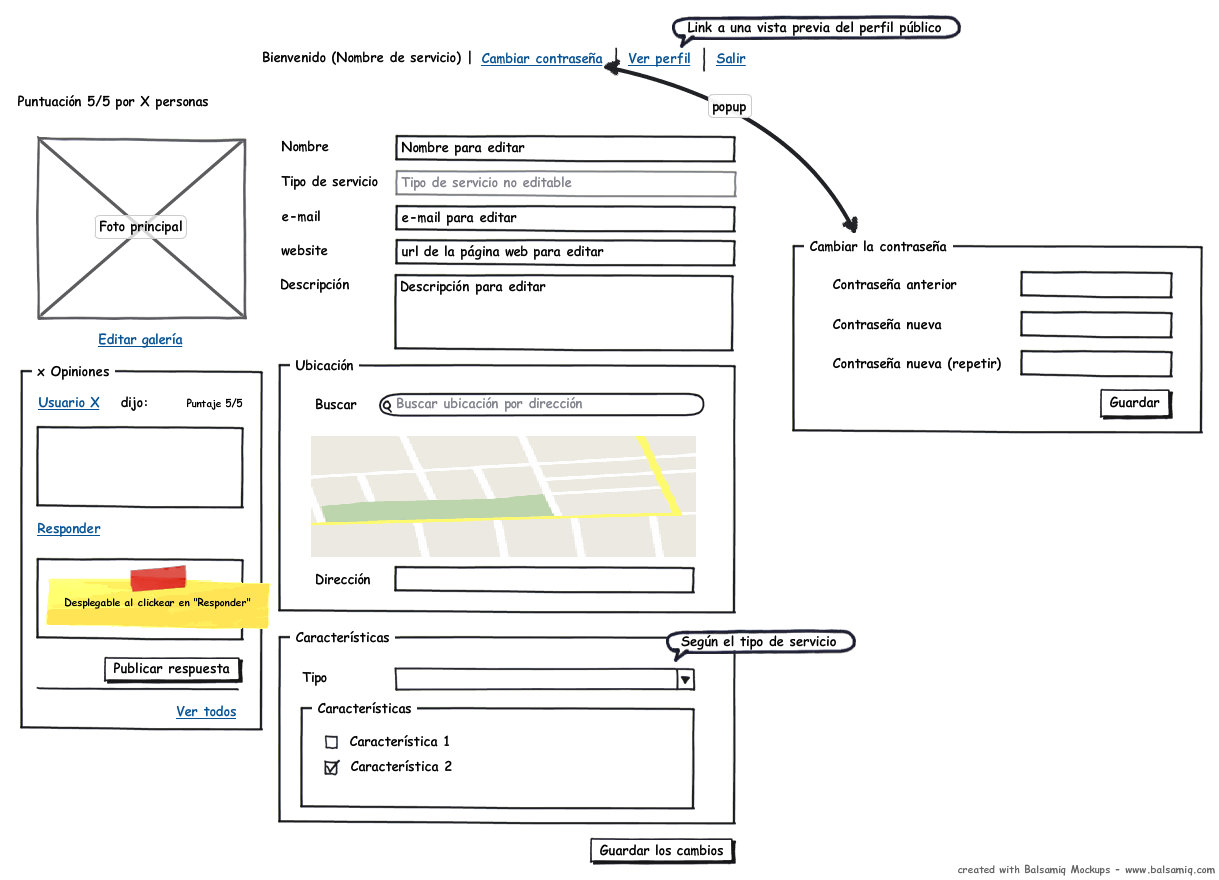 Link a una vista previa del perfil público
Bienvenido (Nombre de servicio) | Cambiar contraseña | Ver perfil | Salir
popup
Puntuación 5/5 por X personas
Foto principal
Editar galería
Nombre
Nombre para editar
Tipo de servicio
Tipo de servicio no editable
e-mail
e-mail para editar
website
url de la página web para editar
Descripción
Descripción para editar
Cambiar la contraseña
Contraseña anterior
Contraseña nueva
Contraseña nueva (repetir)
Guardar
x Opiniones
Usuario X dijo: Puntaje 5/5
Responder
Desplegable al clickear en "Responder"
Publicar respuesta
Ver todos
Ubicación
Buscar
Buscar ubicación por dirección
Dirección
Características
Según el tipo de servicio
Tipo
Características
Característica 1
Característica 2
Guardar los cambios
created with Balsamiq Mockups - www.balsamiq.com